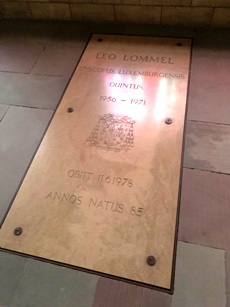 LEO LOMMEL
EPISCOPUS LUXEMBURGENSIS
QUINTUS
1956 - 1971
OBIIT 11.6.1978
ANNOS NATUS 85